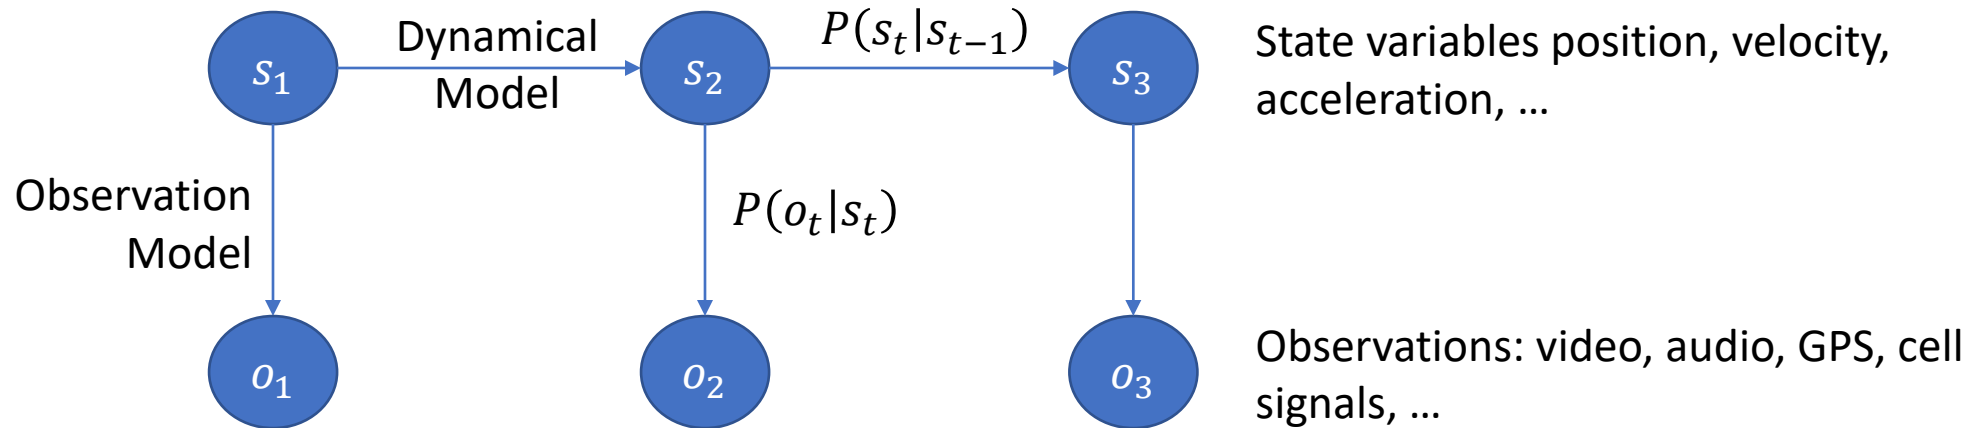 s₁
Dynamical
Model
s₂
P(sₜ|sₜ₋₁)
s₃
State variables position, velocity,
acceleration, …
Observation
Model
P(oₜ|sₜ)
o₁
o₂
o₃
Observations: video, audio, GPS, cell
signals, …